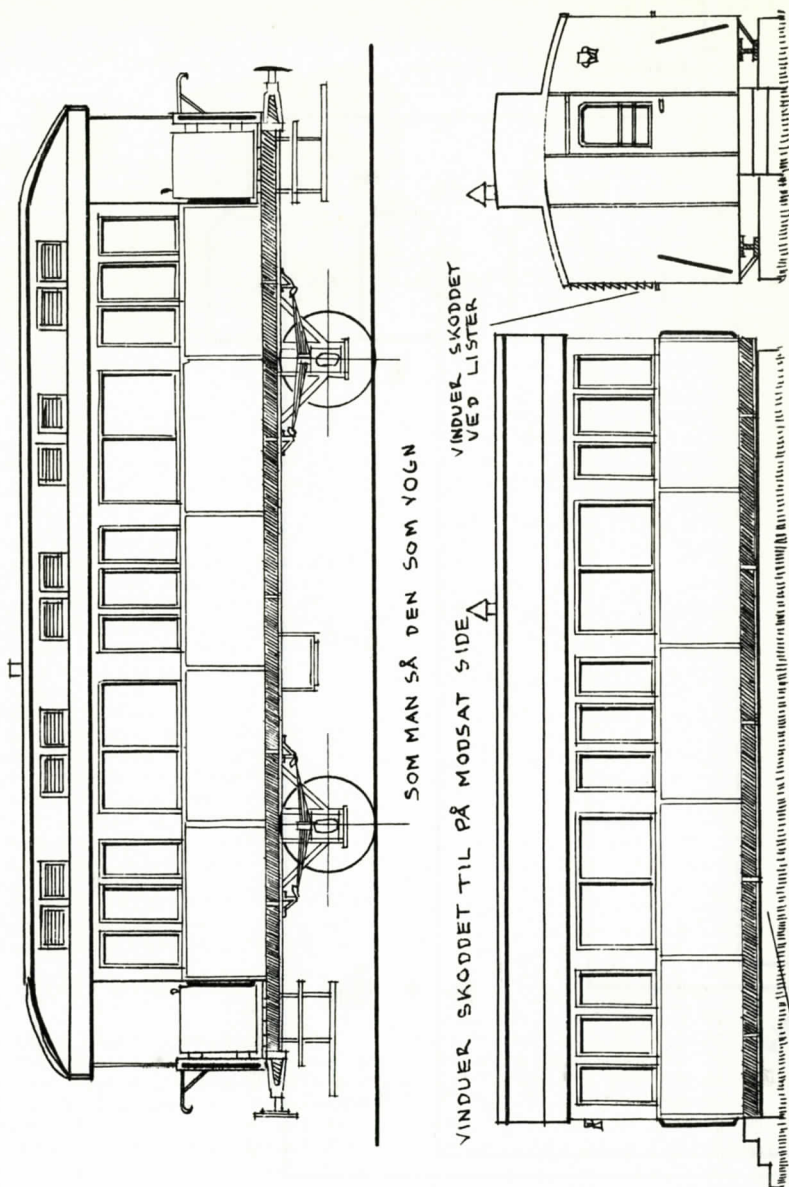 SOM MAN SÅ DEN SOM VOGN
VINDUER SKODDET TIL PÅ MODSAT SIDE
VINDUER SKODDET
VED LISTER